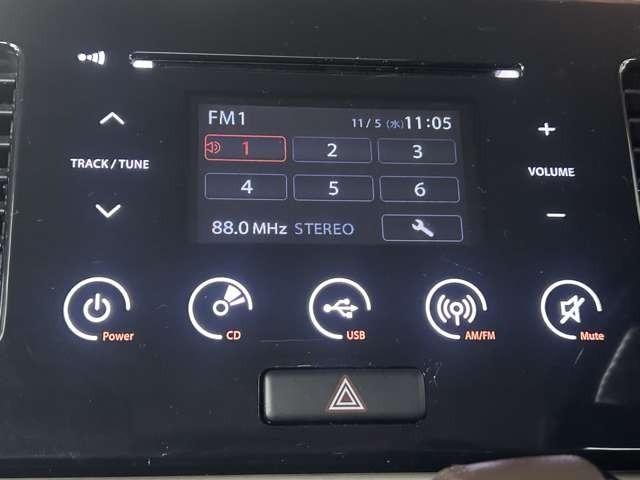 FM1 11/5 (水) 11:05
1 2 3
TRACK / TUNE
VOLUME
4 5 6
88.0 MHz STEREO
Power CD USB AM/FM Mute